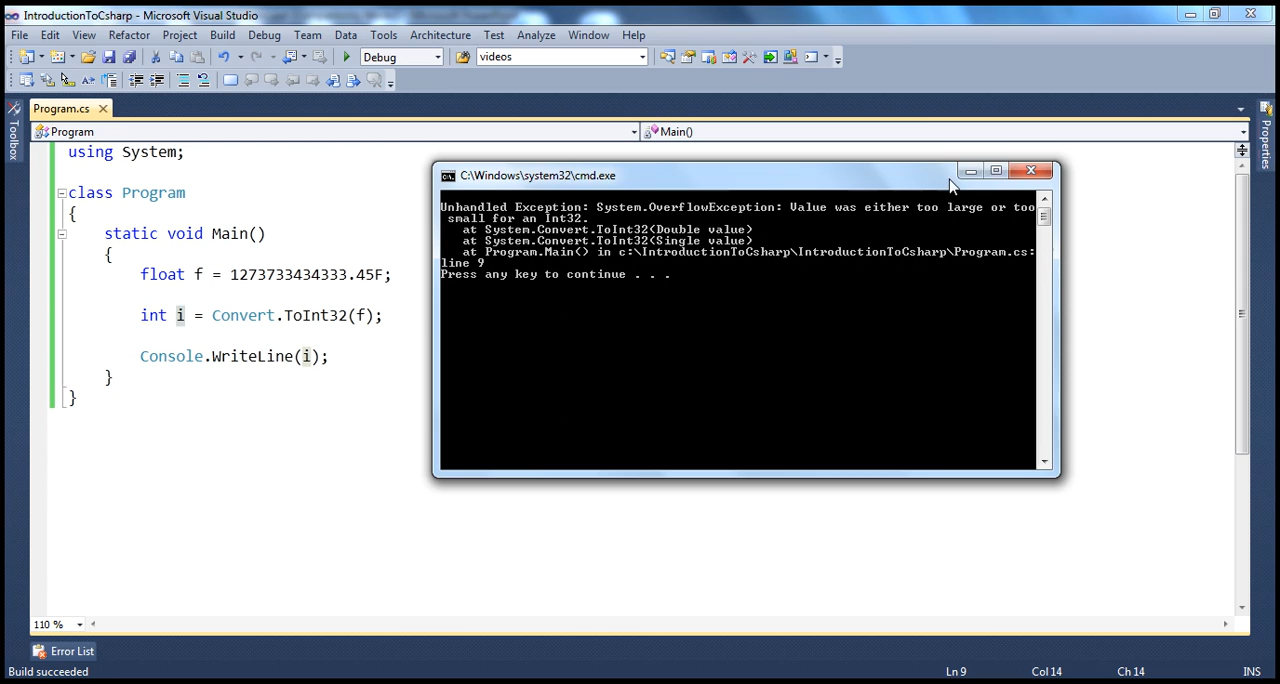 IntroductionToCsharp - Microsoft Visual Studio
File Edit View Refactor Project Build Debug Team Data Tools Architecture Test Analyze Window Help
Debug videos
Program.cs
Program Main()
Toolbox
Properties
using System;
class Program
{
static void Main()
{
float f = 1273733434333.45F;
int i = Convert.ToInt32(f);
Console.WriteLine(i);
}
}
C:\Windows\system32\cmd.exe
Unhandled Exception: System.OverflowException: Value was either too large or too
small for an Int32.
at System.Convert.ToInt32(Double value)
at System.Convert.ToInt32(Single value)
at Program.Main() in c:\IntroductionToCsharp\IntroductionToCsharp\Program.cs:
line 9
Press any key to continue . . .
110 %
Error List
Build succeeded Ln 9 Col 14 Ch 14 INS